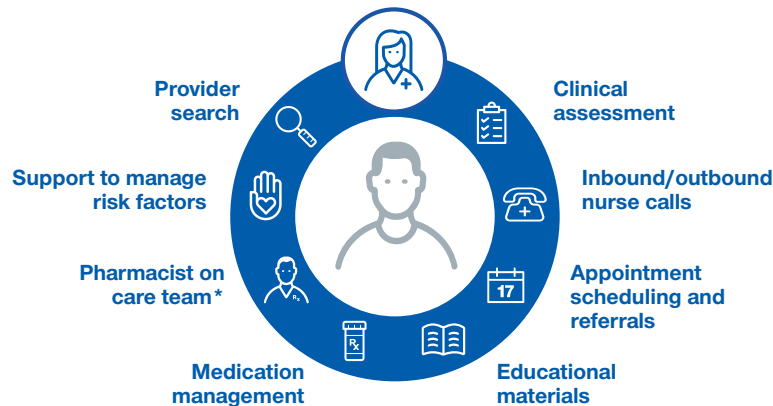 Provider
search
Clinical
assessment
Support to manage
risk factors
Inbound/outbound
nurse calls
Pharmacist on
care team*
Rx
Appointment
scheduling and
referrals
17
Rx
Medication
management
Educational
materials